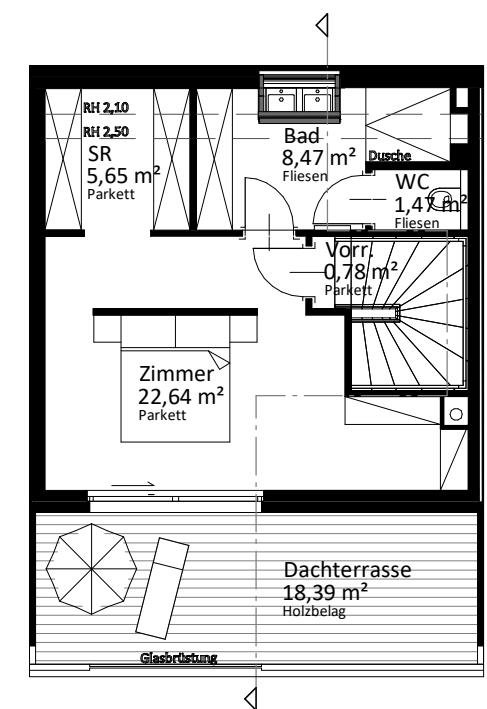 RH 2,10
RH 2,50
SR
5,65 m²
Parkett
Bad
8,47 m²
Fliesen
Dusche
WC
1,47 m²
Fliesen
Vorr.
0,78 m²
Parkett
Zimmer
22,64 m²
Parkett
Dachterrasse
18,39 m²
Holzbelag
Glasbrüstung